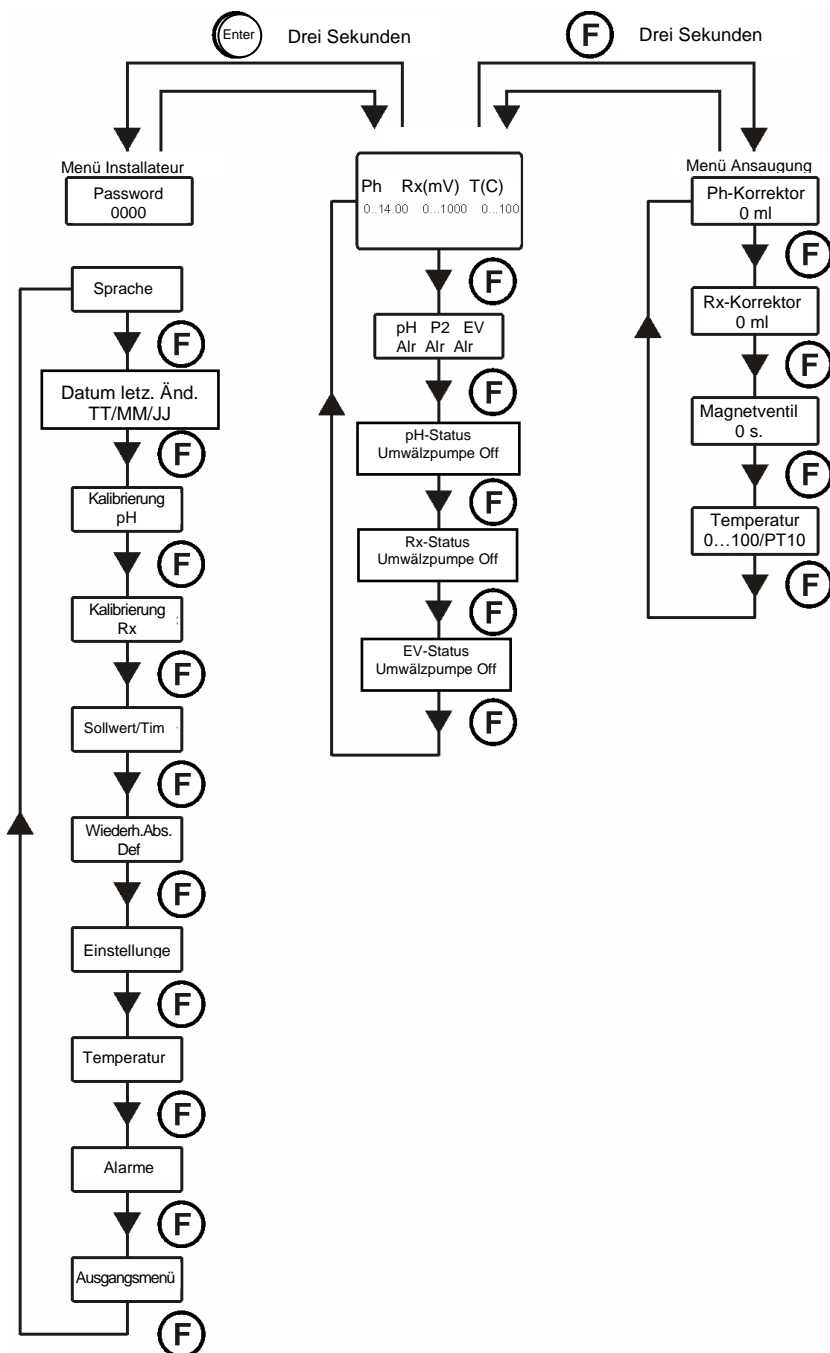 Enter
Drei Sekunden
F
Drei Sekunden
Menü Installateur
Password
0000
Sprache
F
Datum letz. Änd.
TT/MM/JJ
F
Kalibrierung
pH
F
Kalibrierung
Rx
F
Sollwert/Tim
F
Wiederh.Abs.
Def
F
Einstellunge
F
Temperatur
F
Alarme
F
Ausgangsmenü
F
Ph Rx(mV) T(C)
0..14.00 0...1000 0...100
F
pH P2 EV
Alr Alr Alr
F
pH-Status
Umwälzpumpe Off
F
Rx-Status
Umwälzpumpe Off
F
EV-Status
Umwälzpumpe Off
F
Menü Ansaugung
Ph-Korrektor
0 ml
F
Rx-Korrektor
0 ml
F
Magnetventil
0 s.
F
Temperatur
0...100/PT10
F